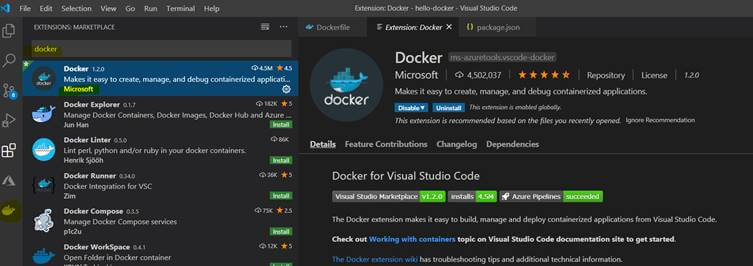 File Edit Selection View Go Run Terminal Help
Extension: Docker - hello-docker - Visual Studio Code
EXTENSIONS: MARKETPLACE
docker
Docker 1.2.0 4.5M 4.5
Makes it easy to create, manage, and debug containerized applicati...
Microsoft
Docker Explorer 0.1.7 182K 5
Manage Docker Containers, Docker Images, Docker Hub and Azure ...
Jun Han Install
Docker Linter 0.5.0 86K
Lint perl, python and/or ruby in your docker containers.
Henrik Sjööh Install
Docker Runner 0.14.0 36K 5
Docker Integration for VSC
Zim Install
Docker Compose 0.3.5 75K 2.5
Manage Docker Compose services
p1c2u Install
Docker WorkSpace 0.4.1 12K 5
Open Folder in Docker container
Install
Dockerfile
Extension: Docker
package.json
docker
Docker ms-azuretools.vscode-docker
Microsoft 4,502,037 Repository License 1.2.0
Makes it easy to create, manage, and debug containerized applications.
Disable Uninstall This extension is enabled globally.
This extension is recommended based on the files you recently opened. Ignore Recommendation
Details Feature Contributions Changelog Dependencies
Docker for Visual Studio Code
Visual Studio Marketplace v1.2.0 installs 4.5M Azure Pipelines succeeded
The Docker extension makes it easy to build, manage and deploy containerized applications from Visual Studio Code.
Check out Working with containers topic on Visual Studio Code documentation site to get started.
The Docker extension wiki has troubleshooting tips and additional technical information.